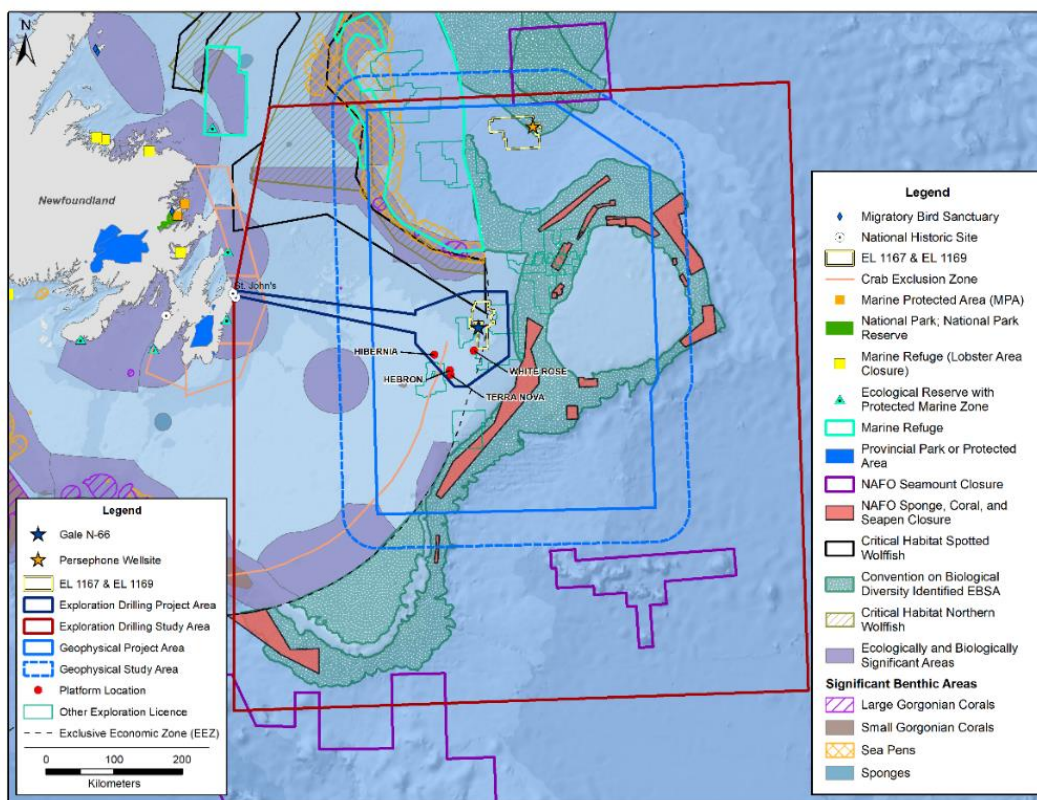 N
Newfoundland
St. John's
HIBERNIA
WHITE ROSE
HEBRON
TERRA NOVA
Legend
Gale N-66
Persephone Wellsite
EL 1167 & EL 1169
Exploration Drilling Project Area
Exploration Drilling Study Area
Geophysical Project Area
Geophysical Study Area
Platform Location
Other Exploration Licence
Exclusive Economic Zone (EEZ)
0 100 200
Kilometers
Legend
Migratory Bird Sanctuary
National Historic Site
EL 1167 & EL 1169
Crab Exclusion Zone
Marine Protected Area (MPA)
National Park; National Park
Reserve
Marine Refuge (Lobster Area
Closure)
Ecological Reserve with
Protected Marine Zone
Marine Refuge
Provincial Park or Protected
Area
NAFO Seamount Closure
NAFO Sponge, Coral, and
Seapen Closure
Critical Habitat Spotted
Wolffish
Convention on Biological
Diversity Identified EBSA
Critical Habitat Northern
Wolffish
Ecologically and Biologically
Significant Areas
Significant Benthic Areas
Large Gorgonian Corals
Small Gorgonian Corals
Sea Pens
Sponges